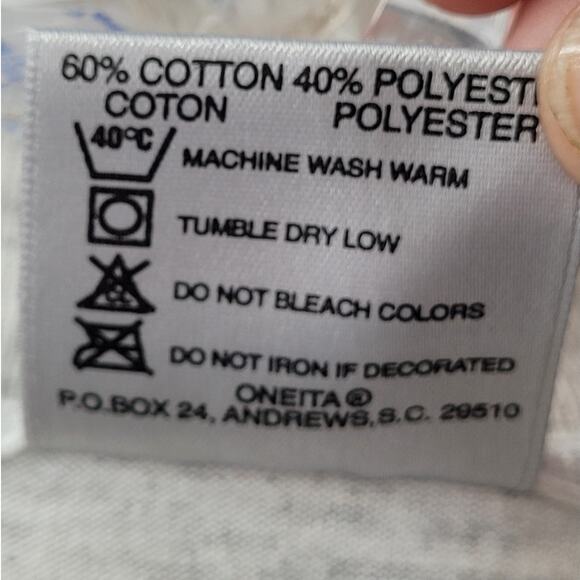 60% COTTON 40% POLYEST
COTON POLYESTER
40°C MACHINE WASH WARM
TUMBLE DRY LOW
CL DO NOT BLEACH COLORS
DO NOT IRON IF DECORATED
ONEITA®
P.O.BOX 24, ANDREWS,S.C. 29510